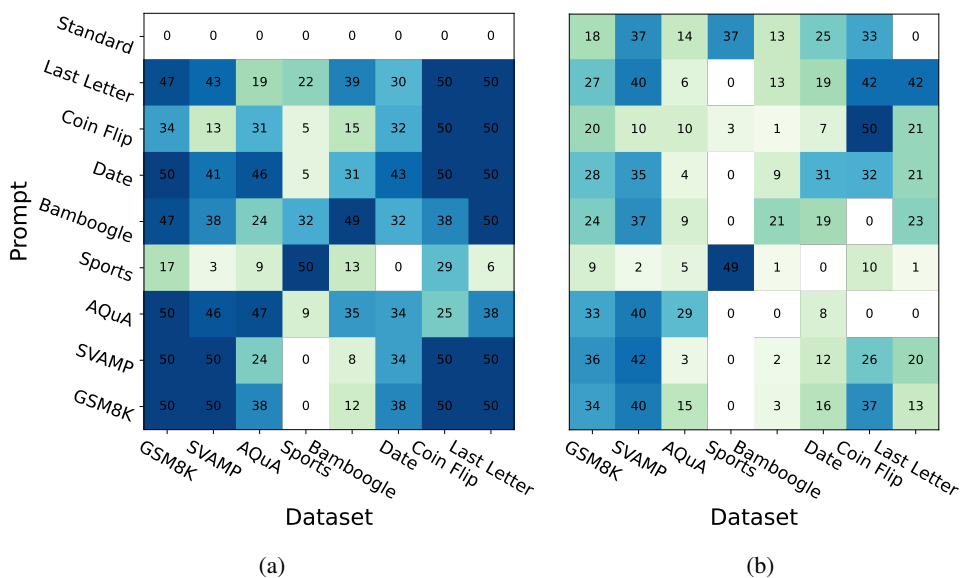 Prompt
Standard 0 0 0 0 0 0 0 0
Last Letter 47 43 19 22 39 30 50 50
Coin Flip 34 13 31 5 15 32 50 50
Date 50 41 46 5 31 43 50 50
Bamboogle 47 38 24 32 49 32 38 50
Sports 17 3 9 50 13 0 29 6
AQuA 50 46 47 9 35 34 25 38
SVAMP 50 50 24 0 8 34 50 50
GSM8K 50 50 38 0 12 38 50 50
GSM8K SVAMP AQuA Sports Bamboogle Date Coin Flip Last Letter
Dataset
(a)
18 37 14 37 13 25 33 0
27 40 6 0 13 19 42 42
20 10 10 3 1 7 50 21
28 35 4 0 9 31 32 21
24 37 9 0 21 19 0 23
9 2 5 49 1 0 10 1
33 40 29 0 0 8 0 0
36 42 3 0 2 12 26 20
34 40 15 0 3 16 37 13
GSM8K SVAMP AQuA Sports Bamboogle Date Coin Flip Last Letter
Dataset
(b)